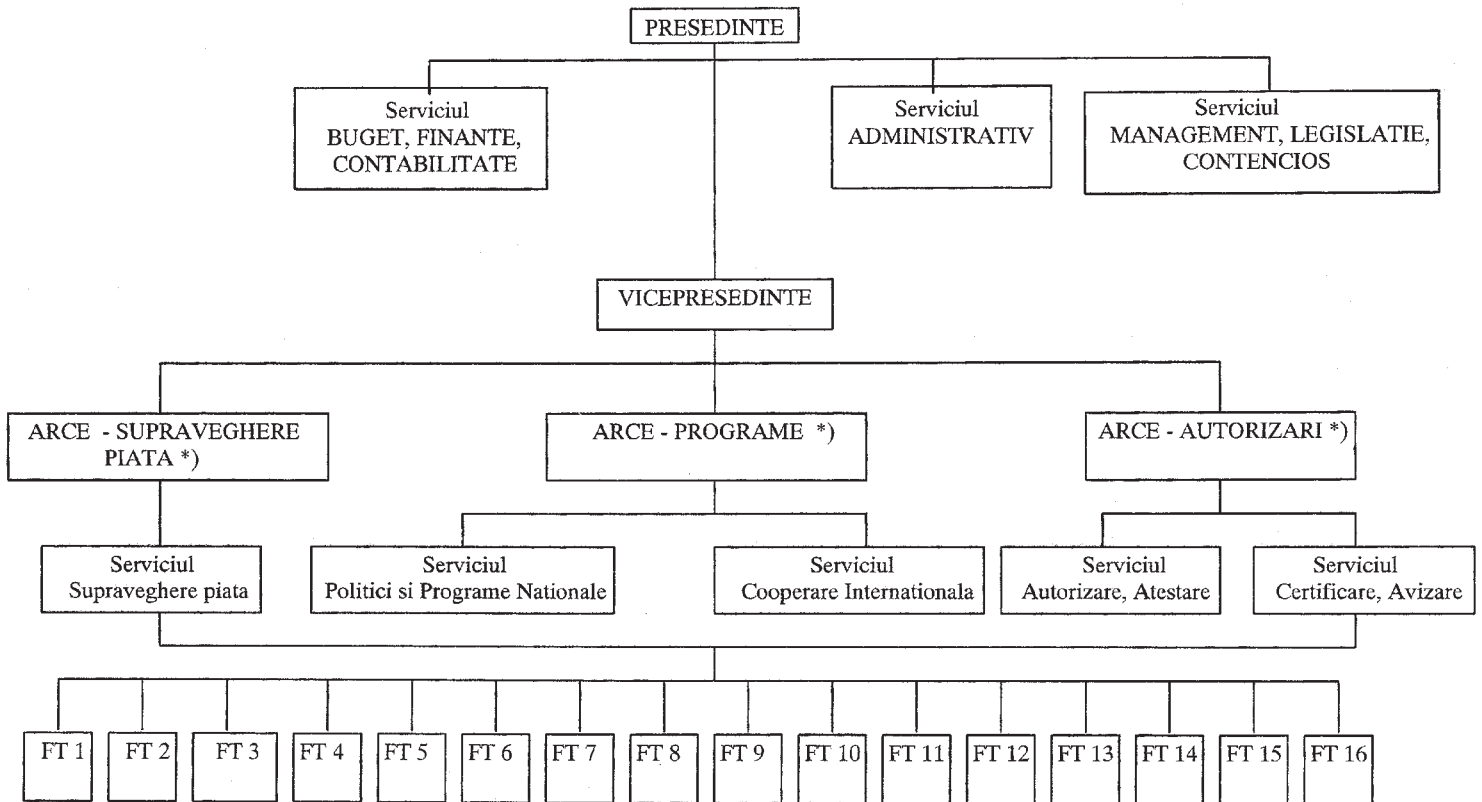 PRESEDINTE
Serviciul
BUGET, FINANTE,
CONTABILITATE
Serviciul
ADMINISTRATIV
Serviciul
MANAGEMENT, LEGISLATIE,
CONTENCIOS
VICEPRESEDINTE
ARCE - SUPRAVEGHERE
PIATA *)
ARCE - PROGRAME *)
ARCE - AUTORIZARI *)
Serviciul
Supraveghere piata
Serviciul
Politici si Programe Nationale
Serviciul
Cooperare Internationala
Serviciul
Autorizare, Atestare
Serviciul
Certificare, Avizare
FT 1
FT 2
FT 3
FT 4
FT 5
FT 6
FT 7
FT 8
FT 9
FT 10
FT 11
FT 12
FT 13
FT 14
FT 15
FT 16